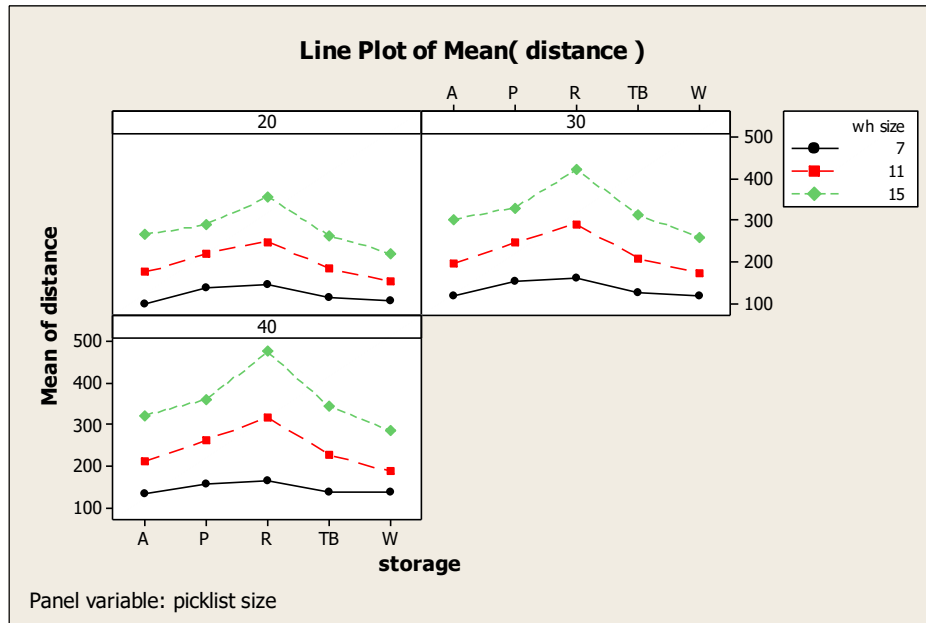 Line Plot of Mean( distance )
A P R TB W
20 30
wh size
7
11
15
500
400
300
200
100
40
500
400
300
200
100
Mean of distance
A P R TB W
storage
Panel variable: picklist size